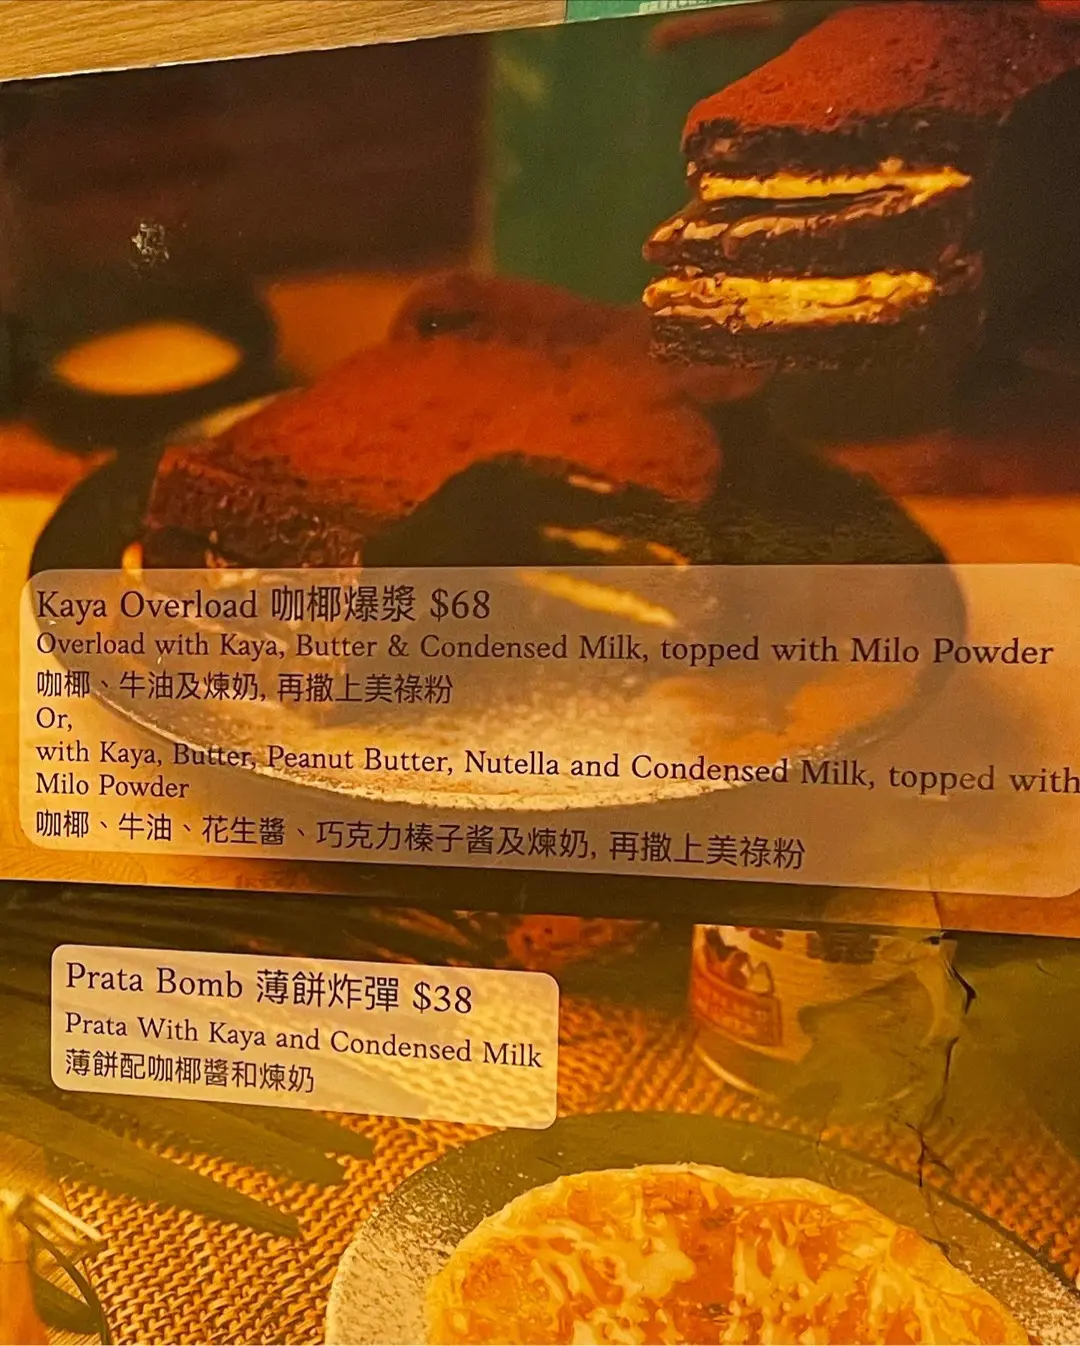 Kaya Overload 咖椰爆漿 $68
Overload with Kaya, Butter & Condensed Milk, topped with Milo Powder
咖椰、牛油及煉奶, 再撒上美祿粉
Or,
with Kaya, Butter, Peanut Butter, Nutella and Condensed Milk, topped with
Milo Powder
咖椰、牛油、花生醬、巧克力榛子酱及煉奶, 再撒上美祿粉
Prata Bomb 薄餅炸彈 $38
Prata With Kaya and Condensed Milk
薄餅配咖椰醬和煉奶